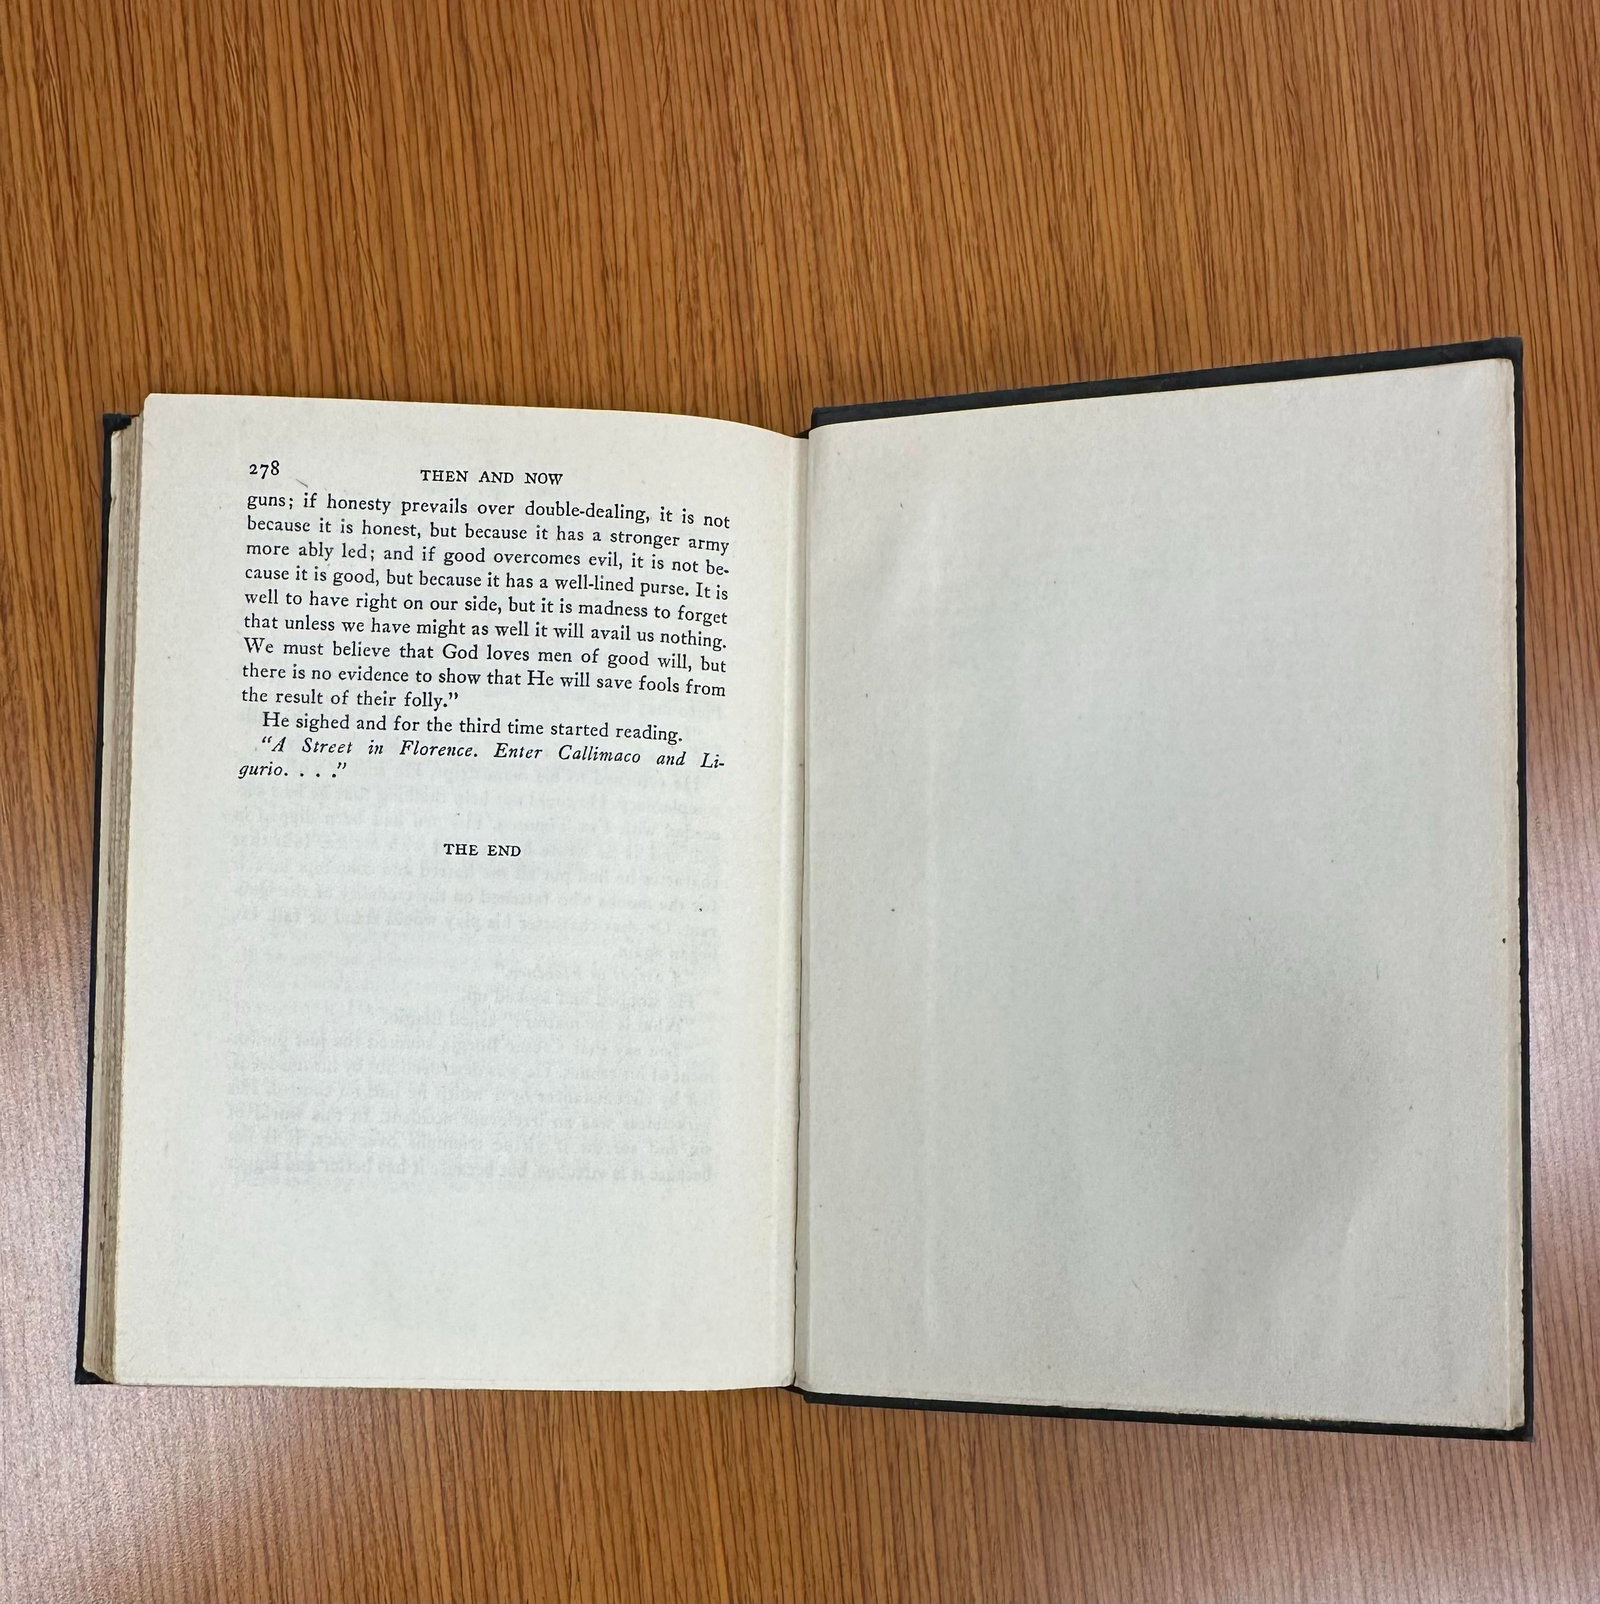 278 THEN AND NOW
guns; if honesty prevails over double-dealing, it is not
because it is honest, but because it has a stronger army
more ably led; and if good overcomes evil, it is not be-
cause it is good, but because it has a well-lined purse. It is
well to have right on our side, but it is madness to forget
that unless we have might as well it will avail us nothing.
We must believe that God loves men of good will, but
there is no evidence to show that He will save fools from
the result of their folly.”
He sighed and for the third time started reading.
“A Street in Florence. Enter Callimaco and Li-
gurio. . . .”
THE END